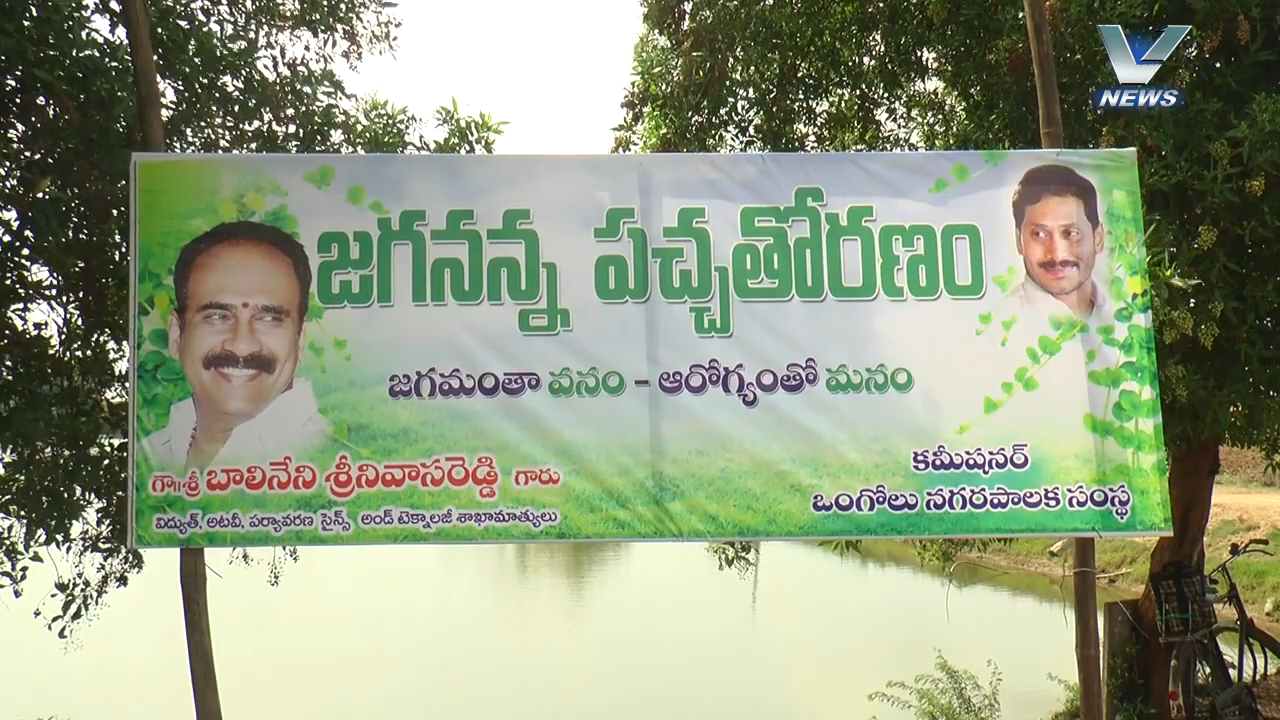 V
NEWS
జగనన్న పచ్చతోరణం
జగమంతా వనం - ఆరోగ్యంతో మనం
గా॥శ్రీ బాలినేని శ్రీనివాసరెడ్డి గారు
విద్యుత్, అటవీ, పర్యావరణ సైన్స్ అండ్ టెక్నాలజీ శాఖామాత్యులు
కమీషనర్
ఒంగోలు నగరపాలక సంస్థ